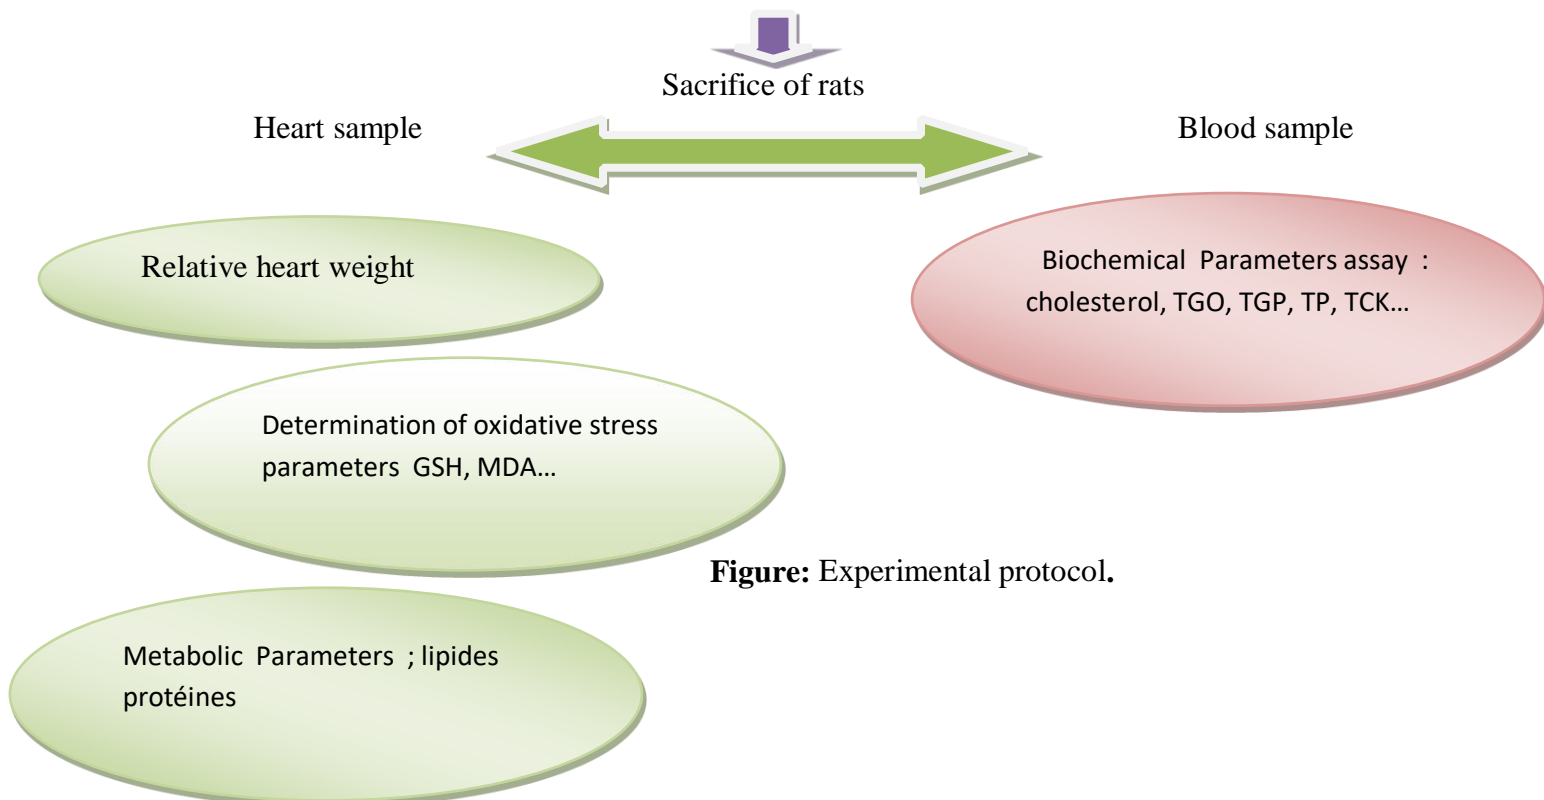 Sacrifice of rats
Heart sample
Blood sample
Relative heart weight
Biochemical Parameters assay :
cholesterol, TGO, TGP, TP, TCK…
Determination of oxidative stress
parameters GSH, MDA…
Figure: Experimental protocol.
Metabolic Parameters ; lipides
protéines